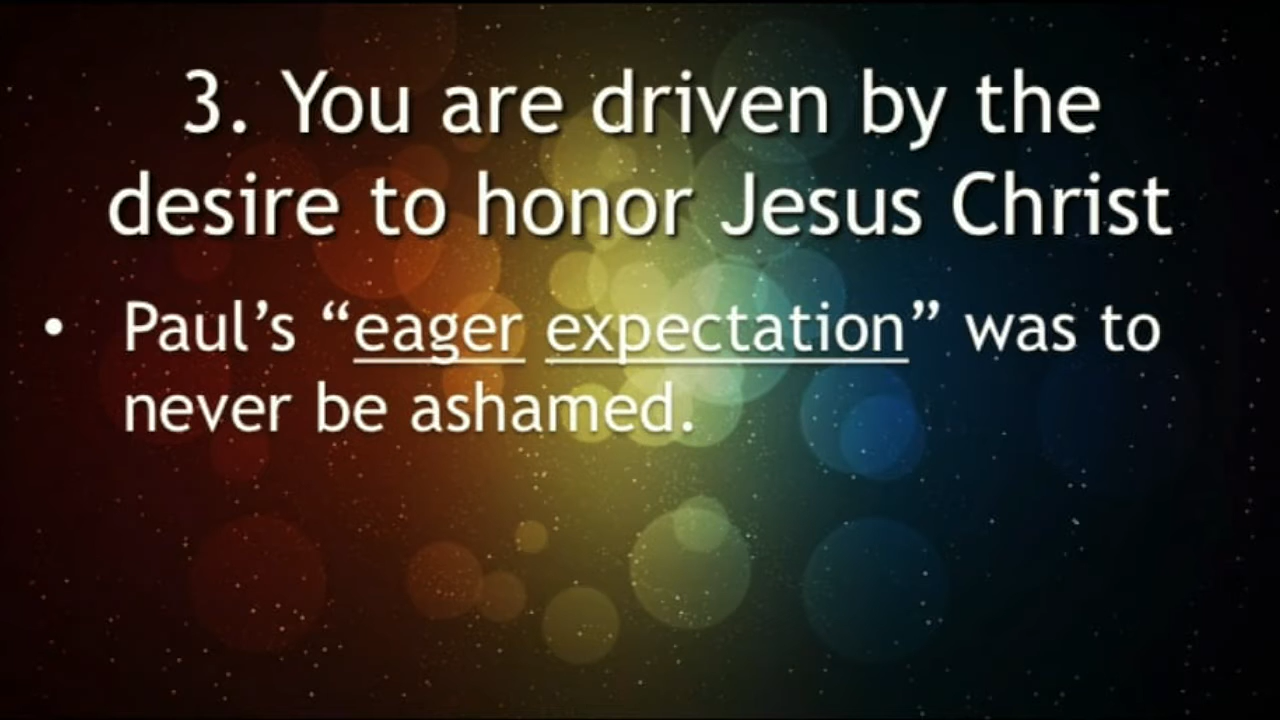 3. You are driven by the
desire to honor Jesus Christ
• Paul’s “eager expectation” was to
never be ashamed.